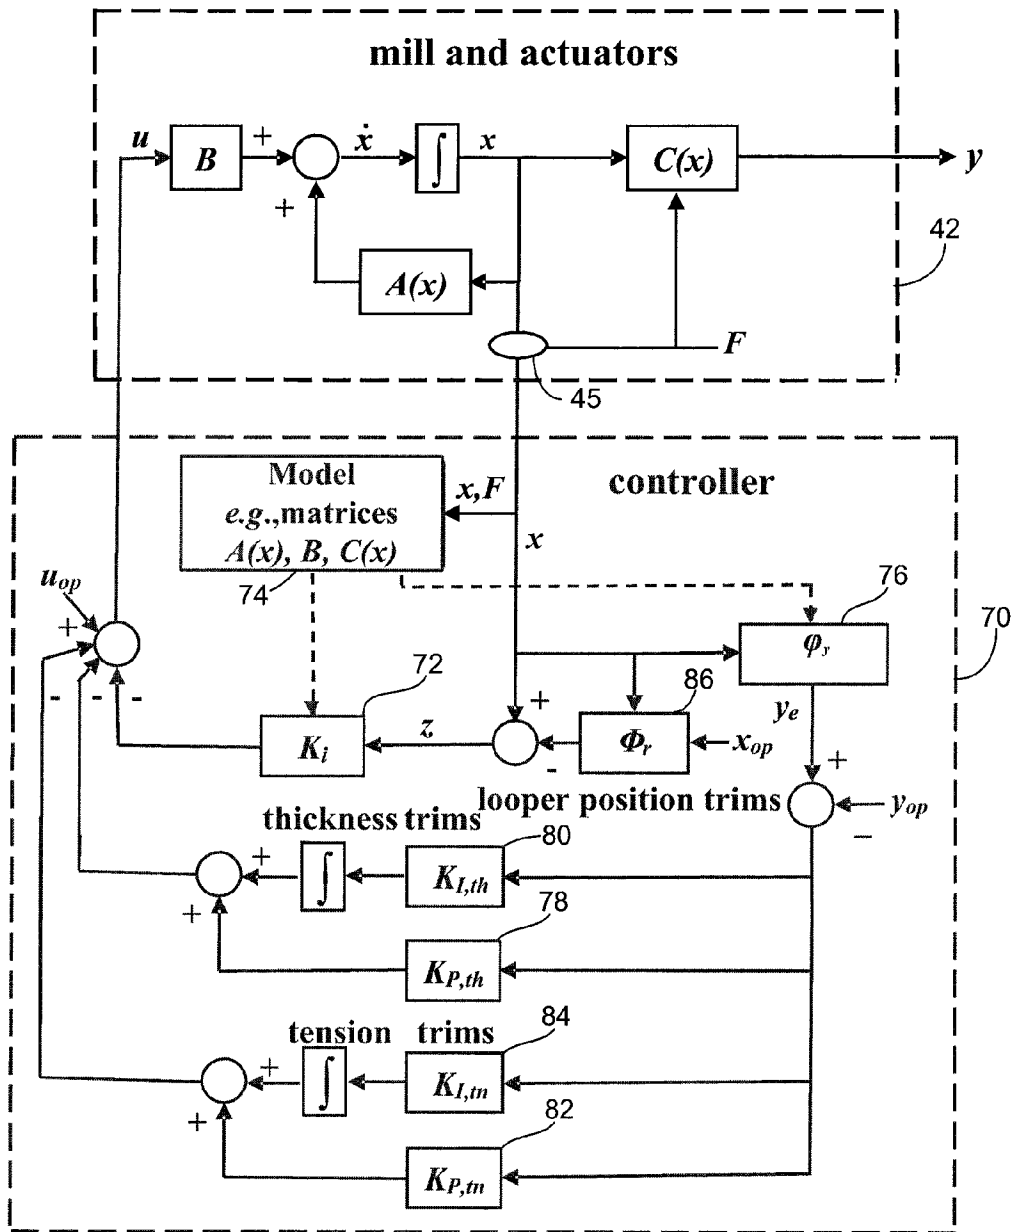 mill and actuators
u
B
+
ẋ
∫
x
C(x)
y
+
A(x)
42
F
45
Model
e.g.,matrices
A(x), B, C(x)
x,F
controller
x
u_op
74
76
70
+
φ_r
72
86
- - -
+
y_e
K_i
z
Φ_r
x_op
-
+
looper position trims
y_op
−
thickness trims
80
+
∫
K_I,th
+
78
K_P,th
tension trims
84
+
∫
K_I,tn
+
82
K_P,tn